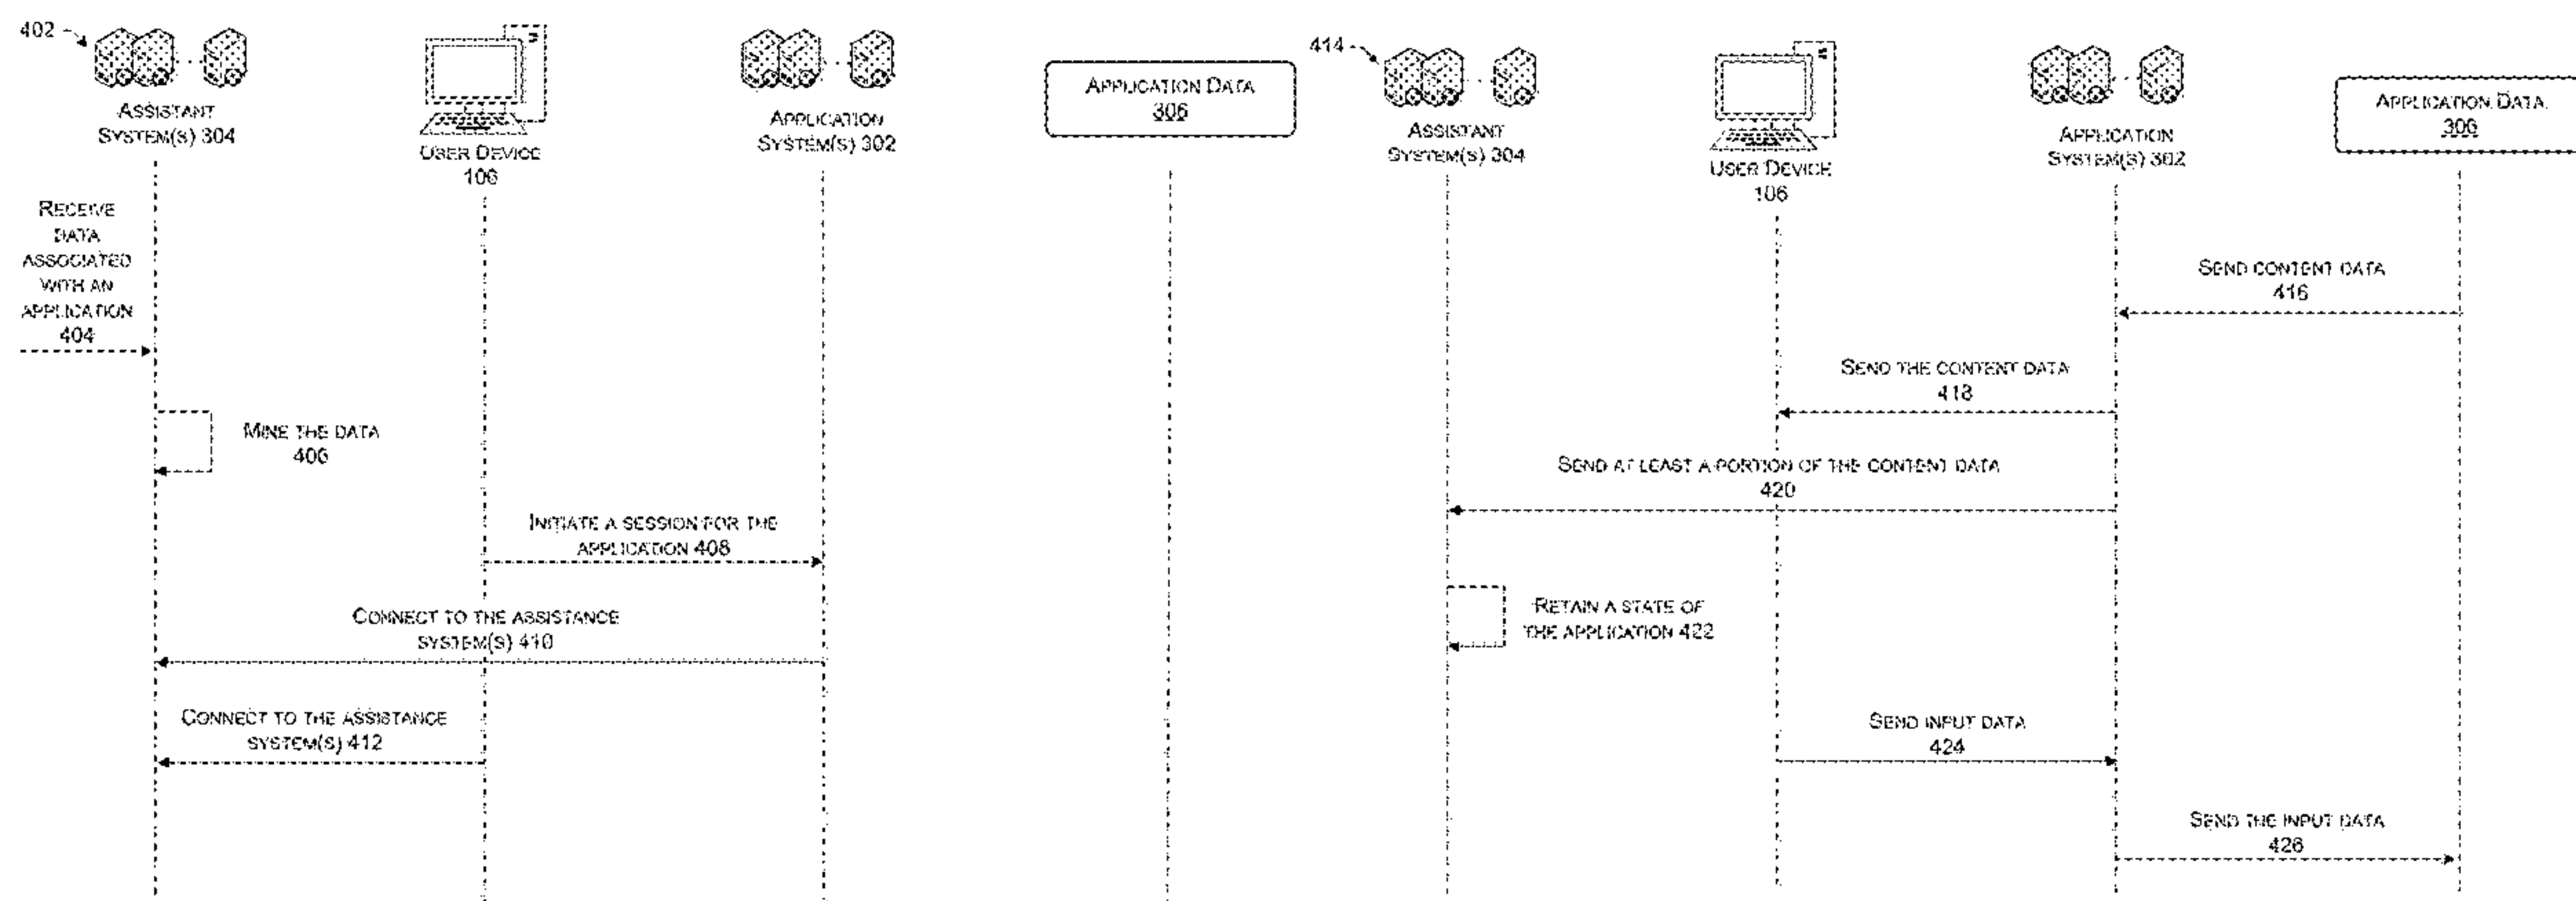 402
ASSISTANT
SYSTEM(S) 304
USER DEVICE
106
APPLICATION
SYSTEM(S) 302
APPLICATION DATA
306
RECEIVE
DATA
ASSOCIATED
WITH AN
APPLICATION
404
MINE THE DATA
406
INITIATE A SESSION FOR THE
APPLICATION 408
CONNECT TO THE ASSISTANCE
SYSTEM(S) 410
CONNECT TO THE ASSISTANCE
SYSTEM(S) 412
414
ASSISTANT
SYSTEM(S) 304
USER DEVICE
106
APPLICATION
SYSTEM(S) 302
APPLICATION DATA
306
SEND CONTENT DATA
416
SEND THE CONTENT DATA
418
SEND AT LEAST A PORTION OF THE CONTENT DATA
420
RETAIN A STATE OF
THE APPLICATION 422
SEND INPUT DATA
424
SEND THE INPUT DATA
426